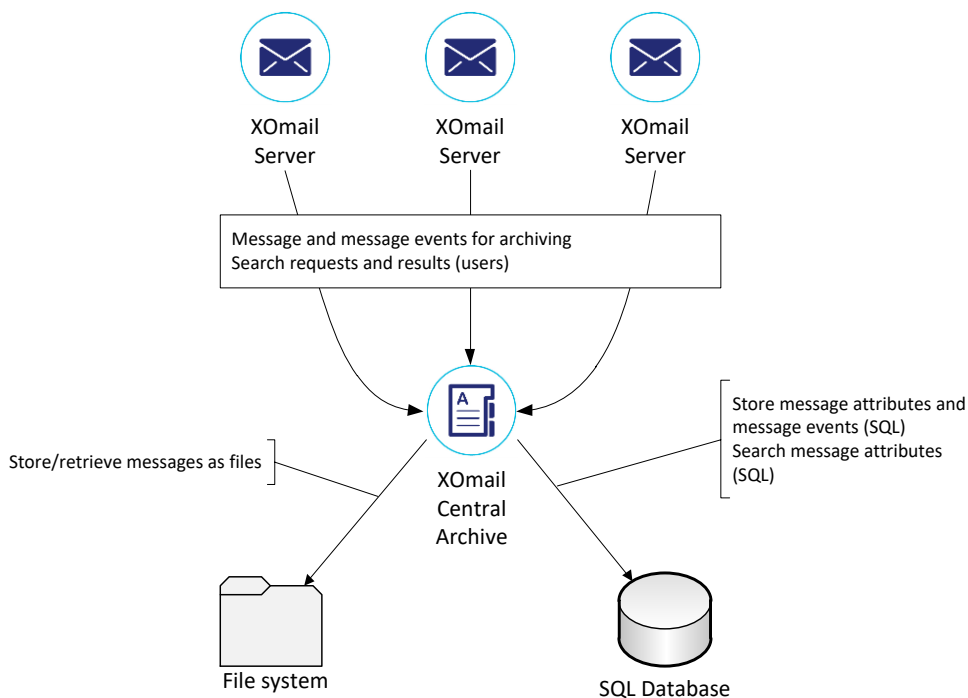 XOmail
Server
XOmail
Server
XOmail
Server
Message and message events for archiving
Search requests and results (users)
A
Store message attributes and
message events (SQL)
Search message attributes
(SQL)
Store/retrieve messages as files
XOmail
Central
Archive
File system
SQL Database